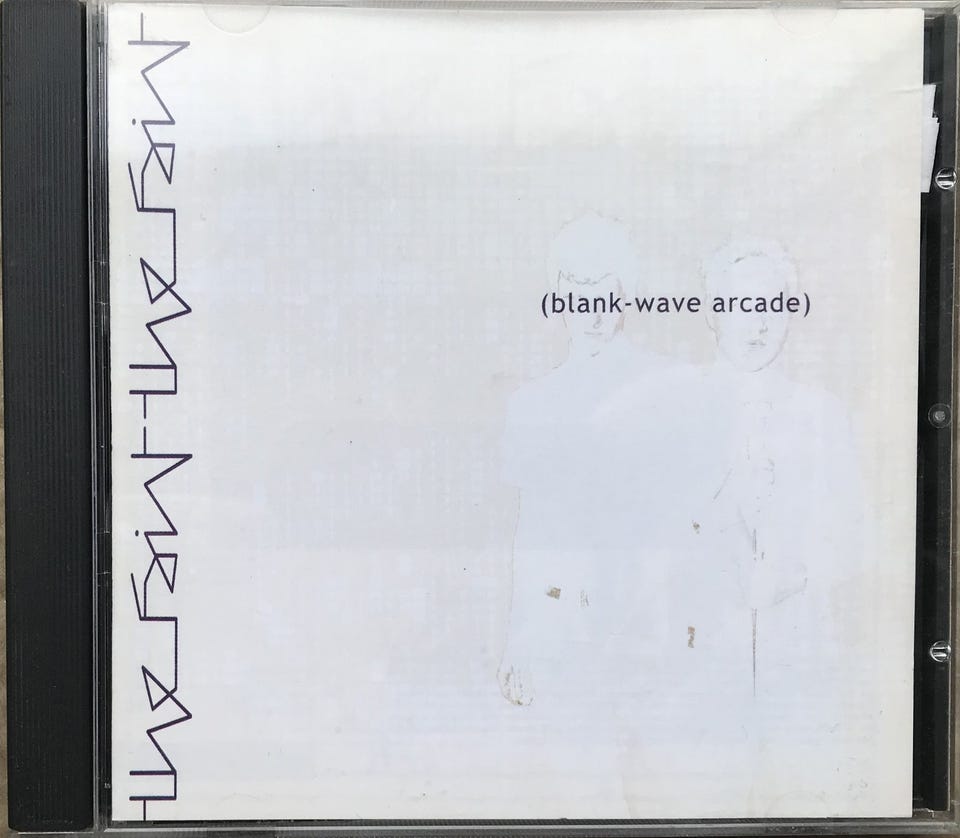 the faint the faint
(blank-wave arcade)